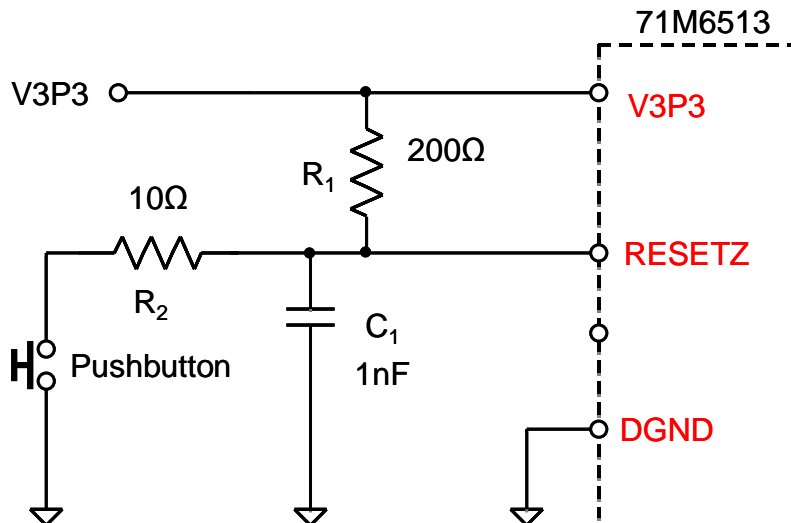 71M6513
V3P3
V3P3
200Ω
R1
10Ω
RESETZ
R2
C1
Pushbutton
1nF
DGND